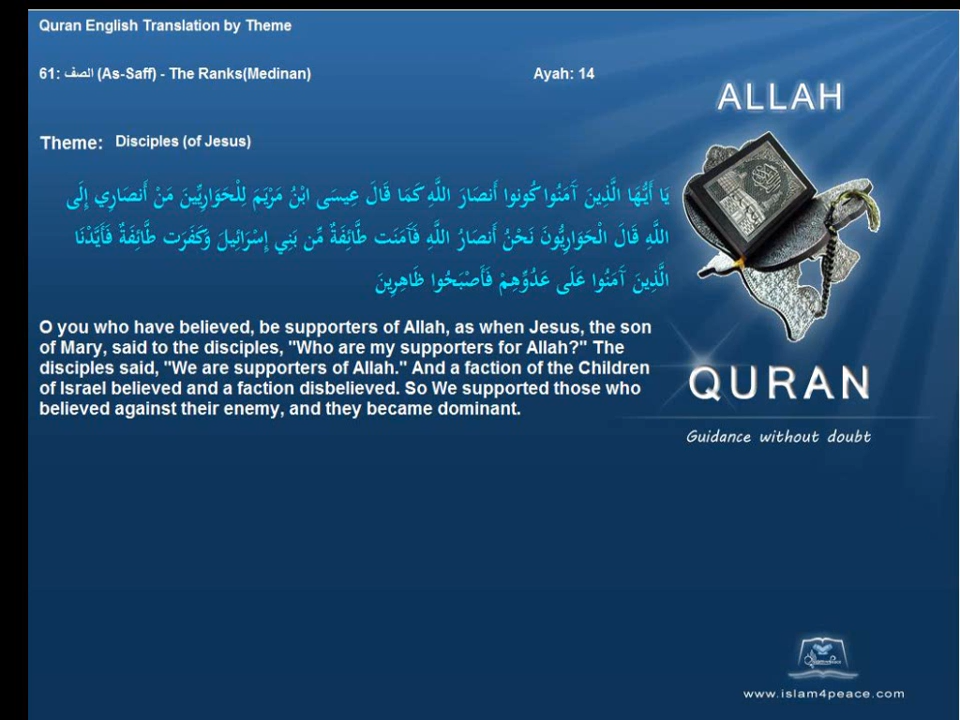 Quran English Translation by Theme
61: الصف (As-Saff) - The Ranks(Medinan) Ayah: 14
ALLAH
Theme: Disciples (of Jesus)
يَا أَيُّهَا الَّذِينَ آَمَنُوا كُونوا أَنصَارَ اللَّهِ كَمَا قَالَ عِيسَى ابْنُ مَرْيَمَ لِلْحَوَارِيِّينَ مَنْ أَنصَارِي إِلَى
اللَّهِ قَالَ الْحَوَارِيُّونَ نَحْنُ أَنصَارُ اللَّهِ فَآَمَنَت طَّائِفَةٌ مِّن بَنِي إِسْرَائِيلَ وَكَفَرَت طَّائِفَةٌ فَأَيَّدْنَا
الَّذِينَ آَمَنُوا عَلَى عَدُوِّهِمْ فَأَصْبَحُوا ظَاهِرِينَ
O you who have believed, be supporters of Allah, as when Jesus, the son
of Mary, said to the disciples, "Who are my supporters for Allah?" The
disciples said, "We are supporters of Allah." And a faction of the Children
of Israel believed and a faction disbelieved. So We supported those who
believed against their enemy, and they became dominant.
QURAN
Guidance without doubt
www.islam4peace.com